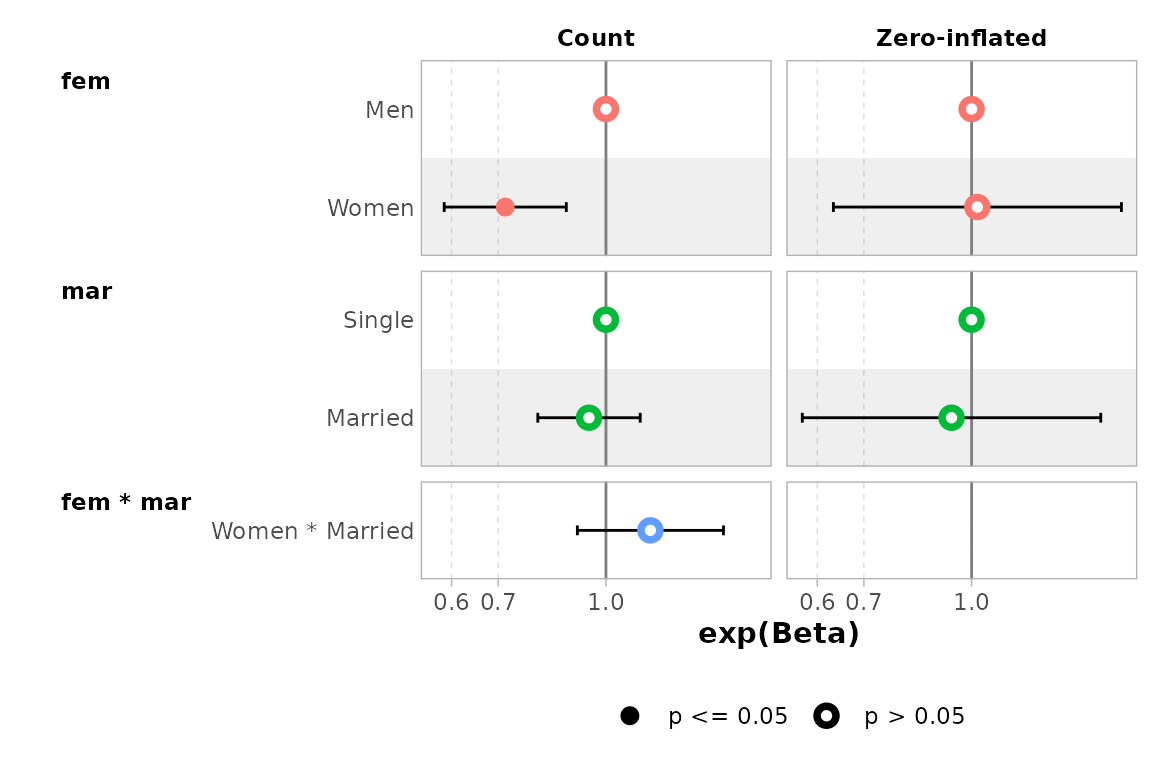 Count Zero-inflated
fem
Men
Women
mar
Single
Married
fem * mar
Women * Married
0.6 0.7 1.0 0.6 0.7 1.0
exp(Beta)
p <= 0.05 p > 0.05